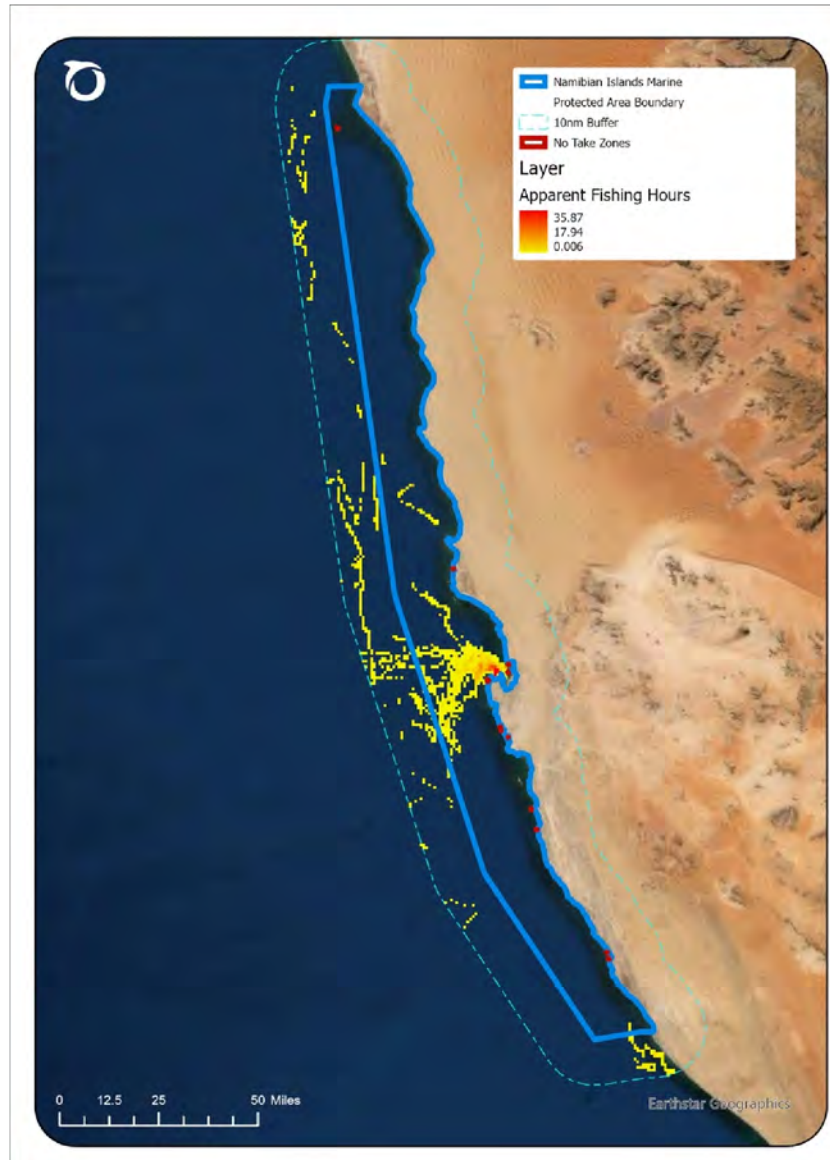 Namibian Islands Marine
Protected Area Boundary
10nm Buffer
No Take Zones
Layer
Apparent Fishing Hours
35.87
17.94
0.006
0 12.5 25 50 Miles
Earthstar Geographics